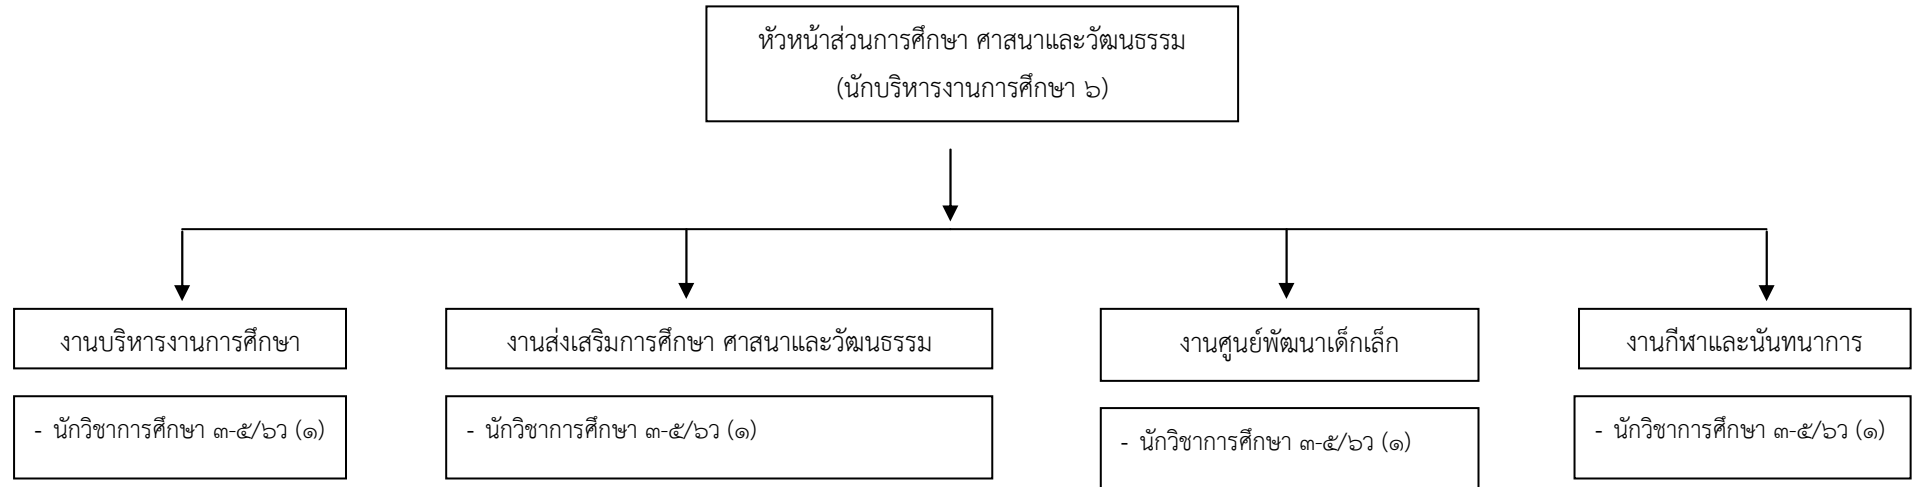 หัวหน้าส่วนการศึกษา ศาสนาและวัฒนธรรม
(นักบริหารงานการศึกษา ๖)
งานบริหารงานการศึกษา
งานส่งเสริมการศึกษา ศาสนาและวัฒนธรรม
งานศูนย์พัฒนาเด็กเล็ก
งานกีฬาและนันทนาการ
- นักวิชาการศึกษา ๓-๕/๖ว (๑)
- นักวิชาการศึกษา ๓-๕/๖ว (๑)
- นักวิชาการศึกษา ๓-๕/๖ว (๑)
- นักวิชาการศึกษา ๓-๕/๖ว (๑)